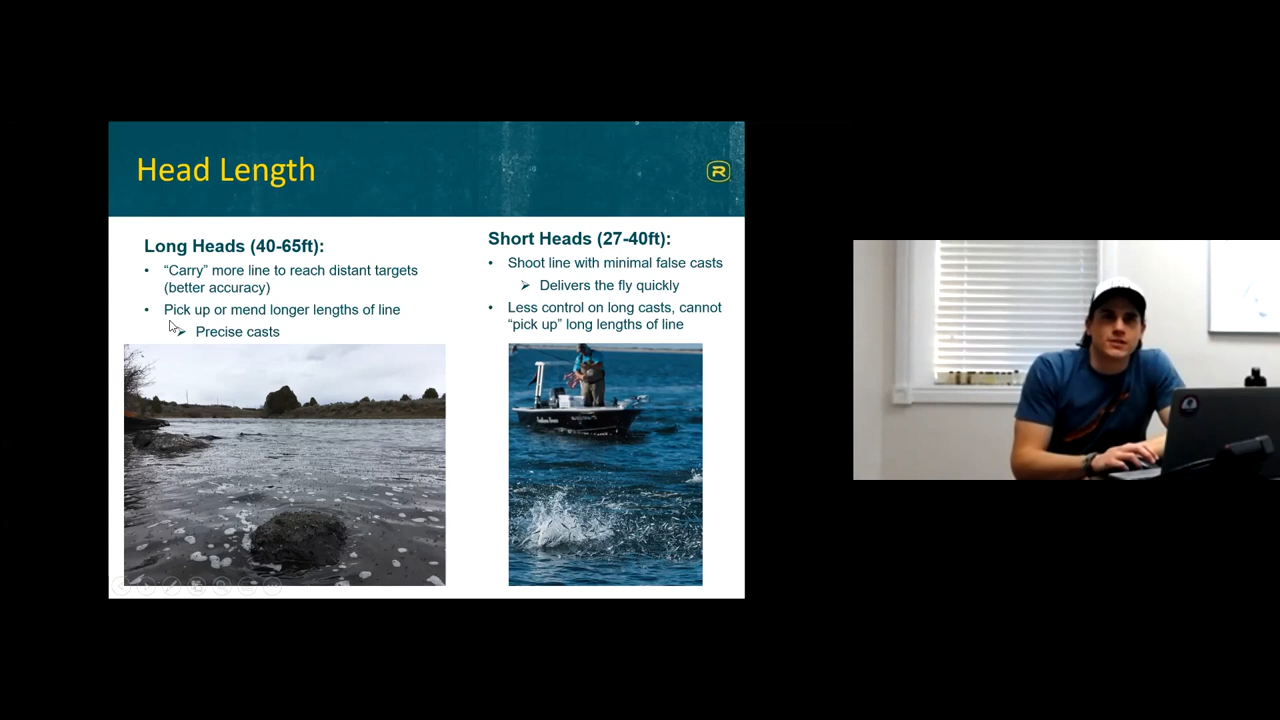 Head Length
R
Long Heads (40-65ft):
• “Carry” more line to reach distant targets
(better accuracy)
• Pick up or mend longer lengths of line
➢ Precise casts
Short Heads (27-40ft):
• Shoot line with minimal false casts
➢ Delivers the fly quickly
• Less control on long casts, cannot
“pick up” long lengths of line